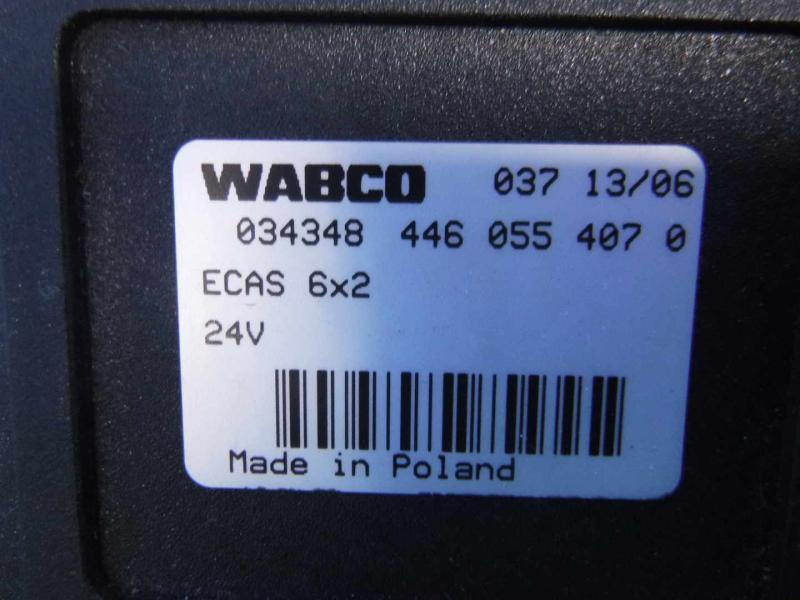 WABCO 037 13/06
034348 446 055 407 0
ECAS 6x2
24V
Made in Poland